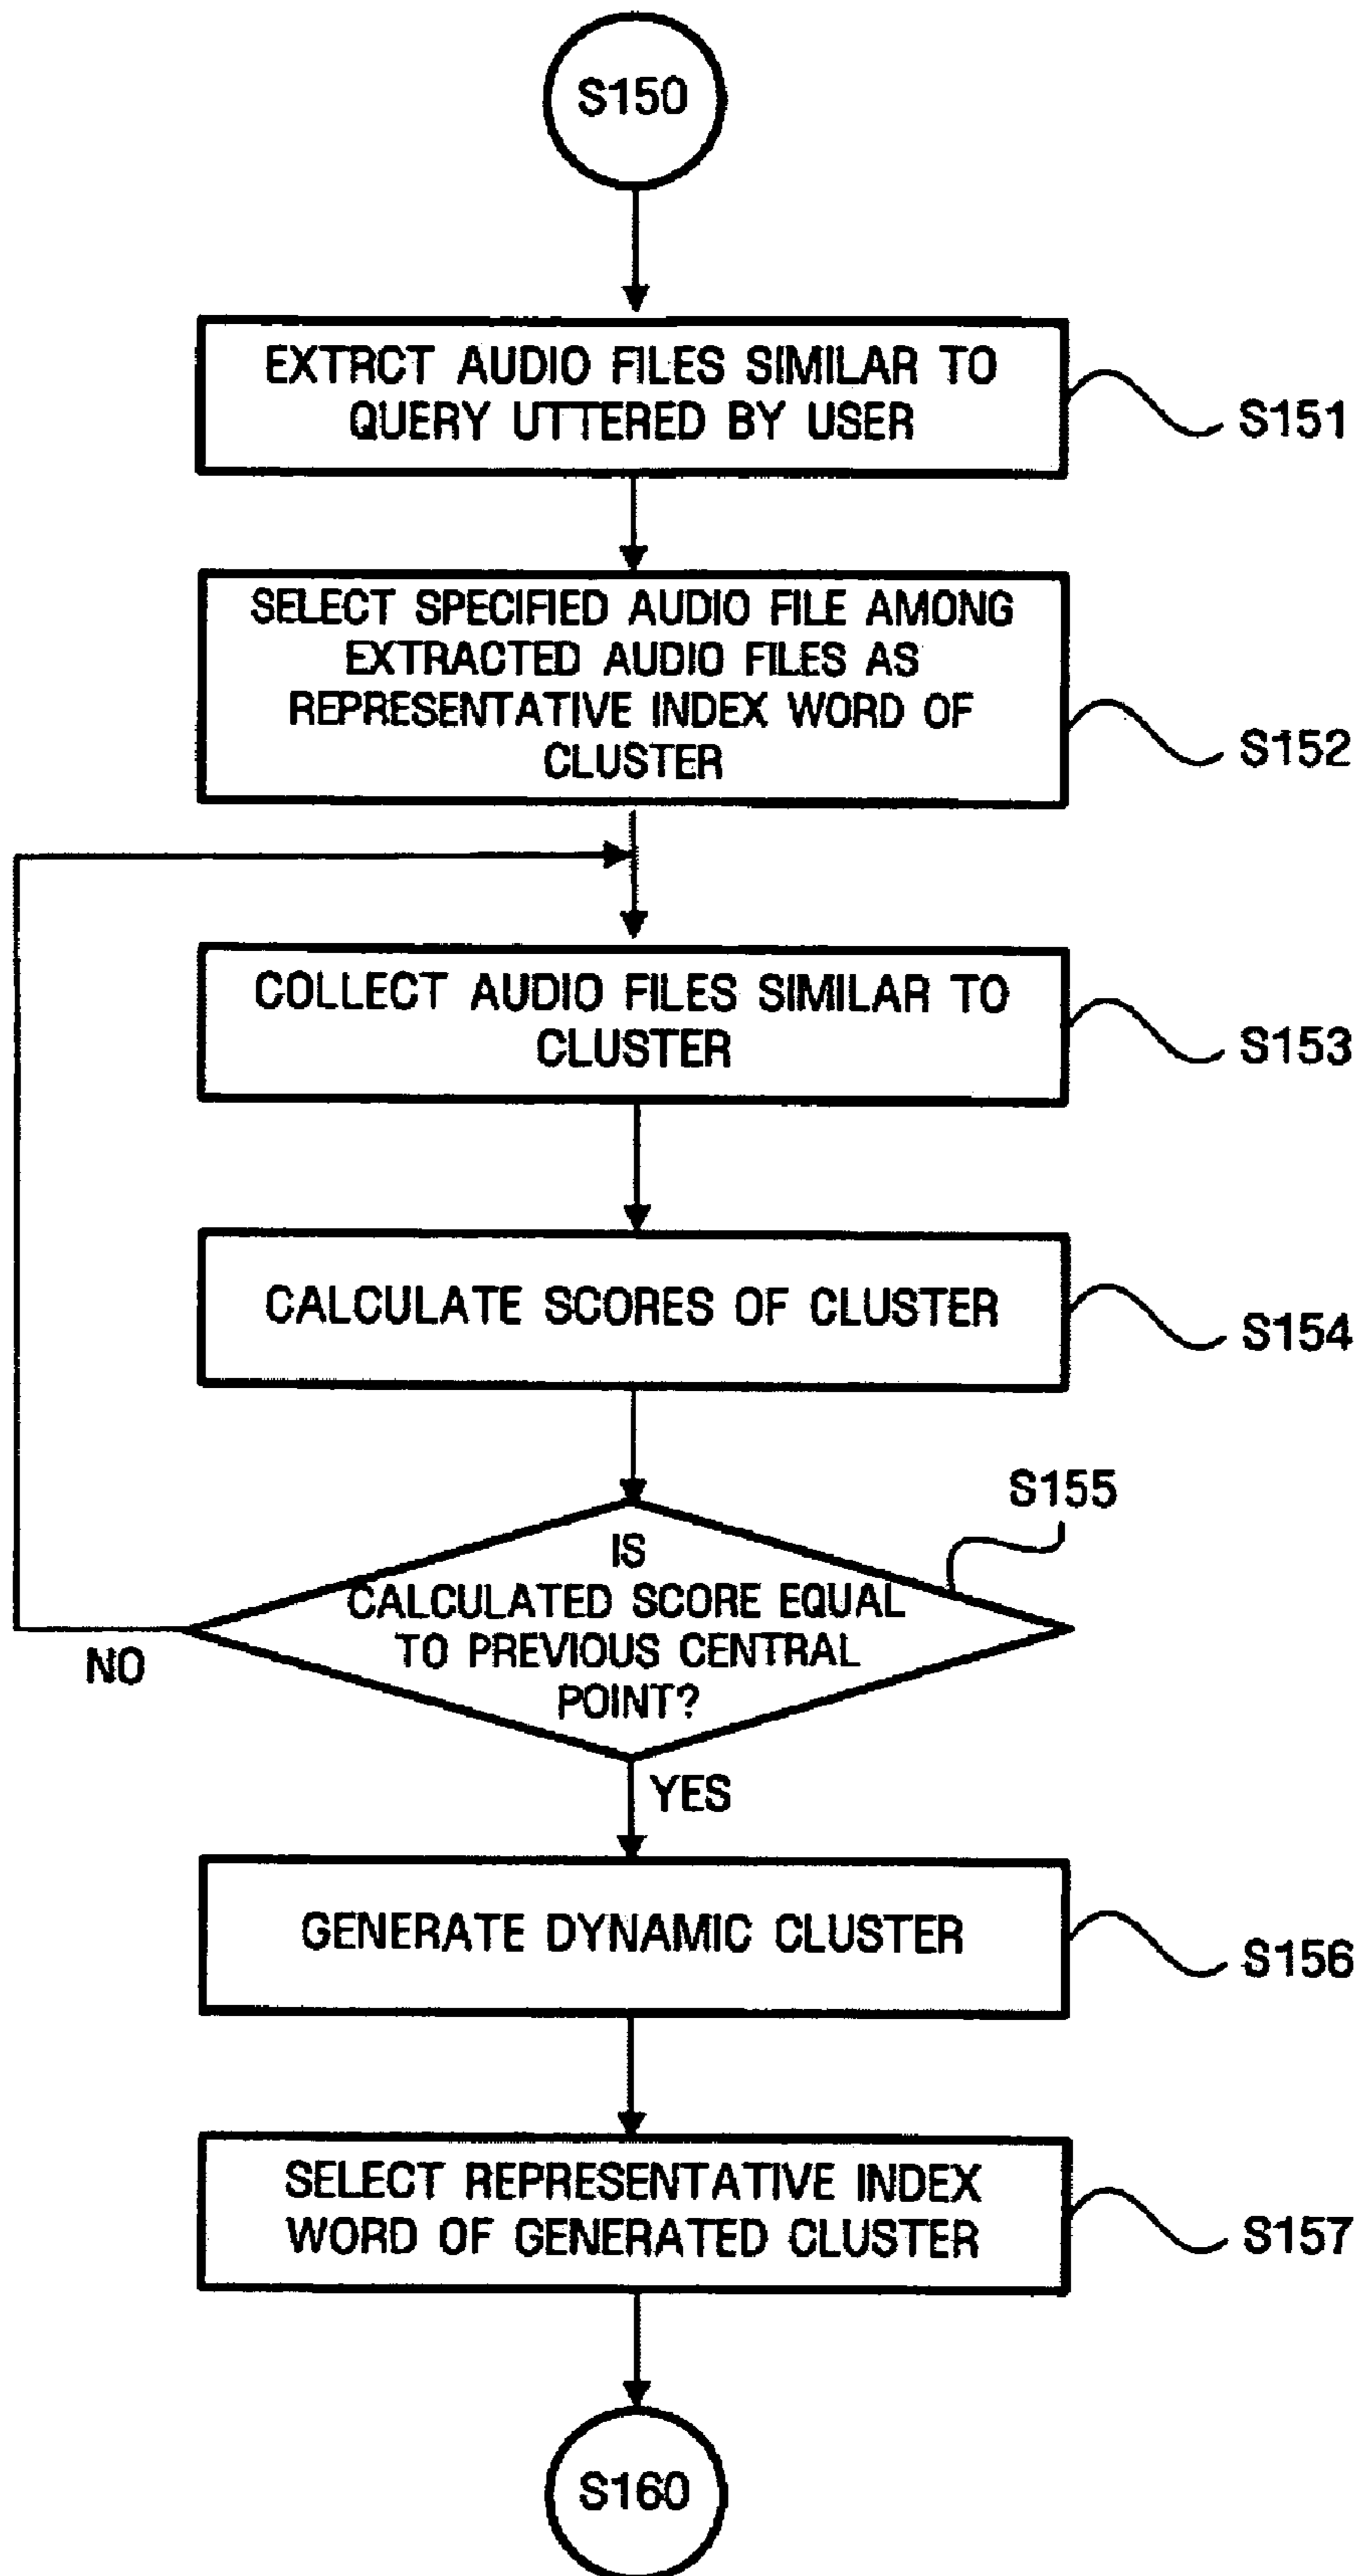 S150
EXTRCT AUDIO FILES SIMILAR TO
QUERY UTTERED BY USER
S151
SELECT SPECIFIED AUDIO FILE AMONG
EXTRACTED AUDIO FILES AS
REPRESENTATIVE INDEX WORD OF
CLUSTER
S152
COLLECT AUDIO FILES SIMILAR TO
CLUSTER
S153
CALCULATE SCORES OF CLUSTER
S154
S155
IS
CALCULATED SCORE EQUAL
TO PREVIOUS CENTRAL
POINT?
NO
YES
GENERATE DYNAMIC CLUSTER
S156
SELECT REPRESENTATIVE INDEX
WORD OF GENERATED CLUSTER
S157
S160